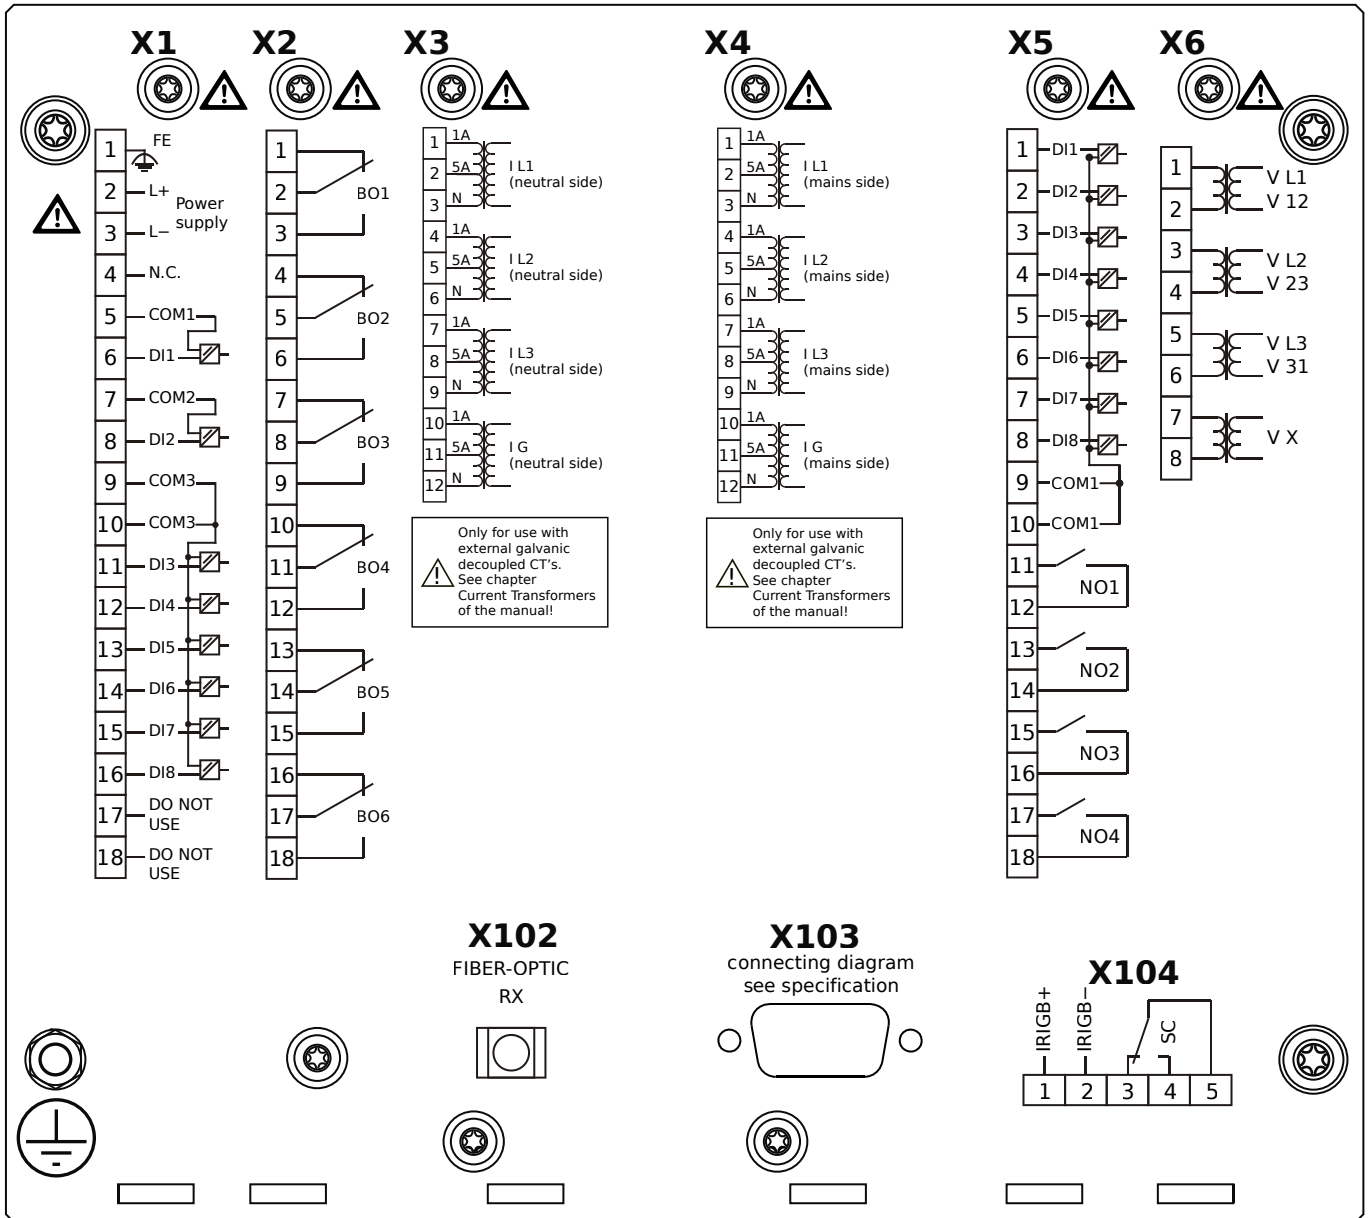 X1
1 FE
2 L+ Power
3 L− supply
4 N.C.
5 COM1
6 DI1
7 COM2
8 DI2
9 COM3
10 COM3
11 DI3
12 DI4
13 DI5
14 DI6
15 DI7
16 DI8
17 DO NOT
USE
18 DO NOT
USE
X2
1
2 BO1
3
4
5 BO2
6
7
8 BO3
9
10
11 BO4
12
13
14 BO5
15
16
17 BO6
18
X3
1 1A
2 5A I L1
(neutral side)
3 N
4 1A
5 5A I L2
(neutral side)
6 N
7 1A
8 5A I L3
(neutral side)
9 N
10 1A
11 5A I G
(neutral side)
12 N
Only for use with
external galvanic
decoupled CT's.
See chapter
Current Transformers
of the manual!
X4
1 1A
2 5A I L1
(mains side)
3 N
4 1A
5 5A I L2
(mains side)
6 N
7 1A
8 5A I L3
(mains side)
9 N
10 1A
11 5A I G
(mains side)
12 N
Only for use with
external galvanic
decoupled CT's.
See chapter
Current Transformers
of the manual!
X5
1 DI1
2 DI2
3 DI3
4 DI4
5 DI5
6 DI6
7 DI7
8 DI8
9 COM1
10 COM1
11
NO1
12
13
NO2
14
15
NO3
16
17
NO4
18
X6
1 V L1
2 V 12
3 V L2
4 V 23
5 V L3
6 V 31
7 V X
8
X102
FIBER-OPTIC
RX
X103
connecting diagram
see specification
X104
IRIGB+
IRIGB−
SC
1 2 3 4 5